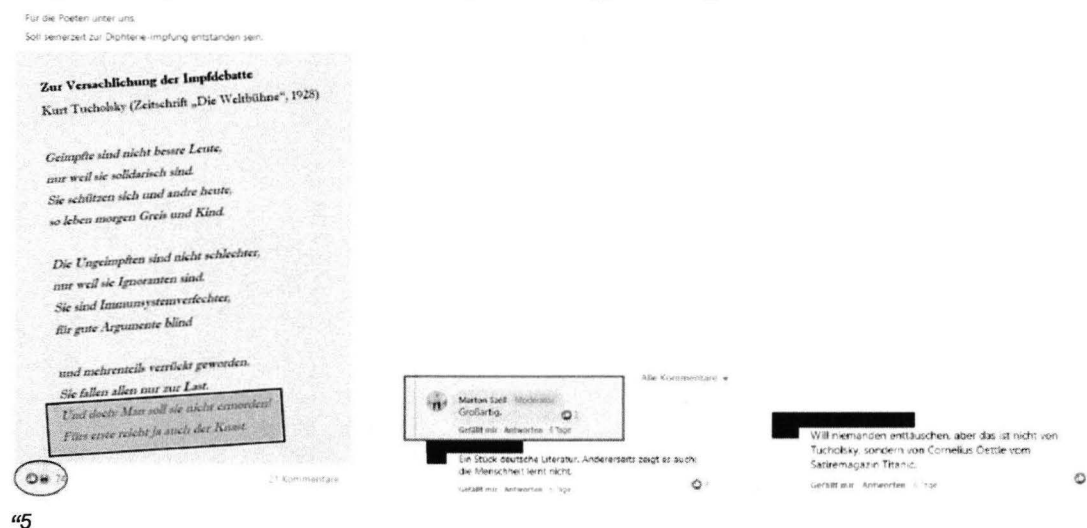 Für die Poeten unter uns.
Soll seinerzeit zur Diphterie-Impfung entstanden sein.
Zur Versachlichung der Impfdebatte
Kurt Tucholsky (Zeitschrift „Die Weltbühne“, 1928)
Geimpfte sind nicht bessre Leute,
nur weil sie solidarisch sind.
Sie schützen sich und andre heute,
so leben morgen Greis und Kind.
Die Ungeimpften sind nicht schlechter,
nur weil sie Ignoranten sind.
Sie sind Immunsystemverfechter,
für gute Argumente blind
und mehrenteils verrückt geworden.
Sie fallen allen nur zur Last.
Und doch: Man soll sie nicht ermorden!
Fürs erste reicht ja auch der Knast.
74
21 Kommentare
Alle Kommentare
Moderator
Großartig.
Gefällt mir Antworten 6 Tage
Ein Stück deutsche Literatur. Andererseits zeigt es auch:
die Menschheit lernt nicht.
Gefällt mir Antworten
Will niemanden enttäuschen, aber das ist nicht von
Tucholsky, sondern von Cornelius Oettle vom
Satiremagazin Titanic.
Gefällt mir Antworten
“5